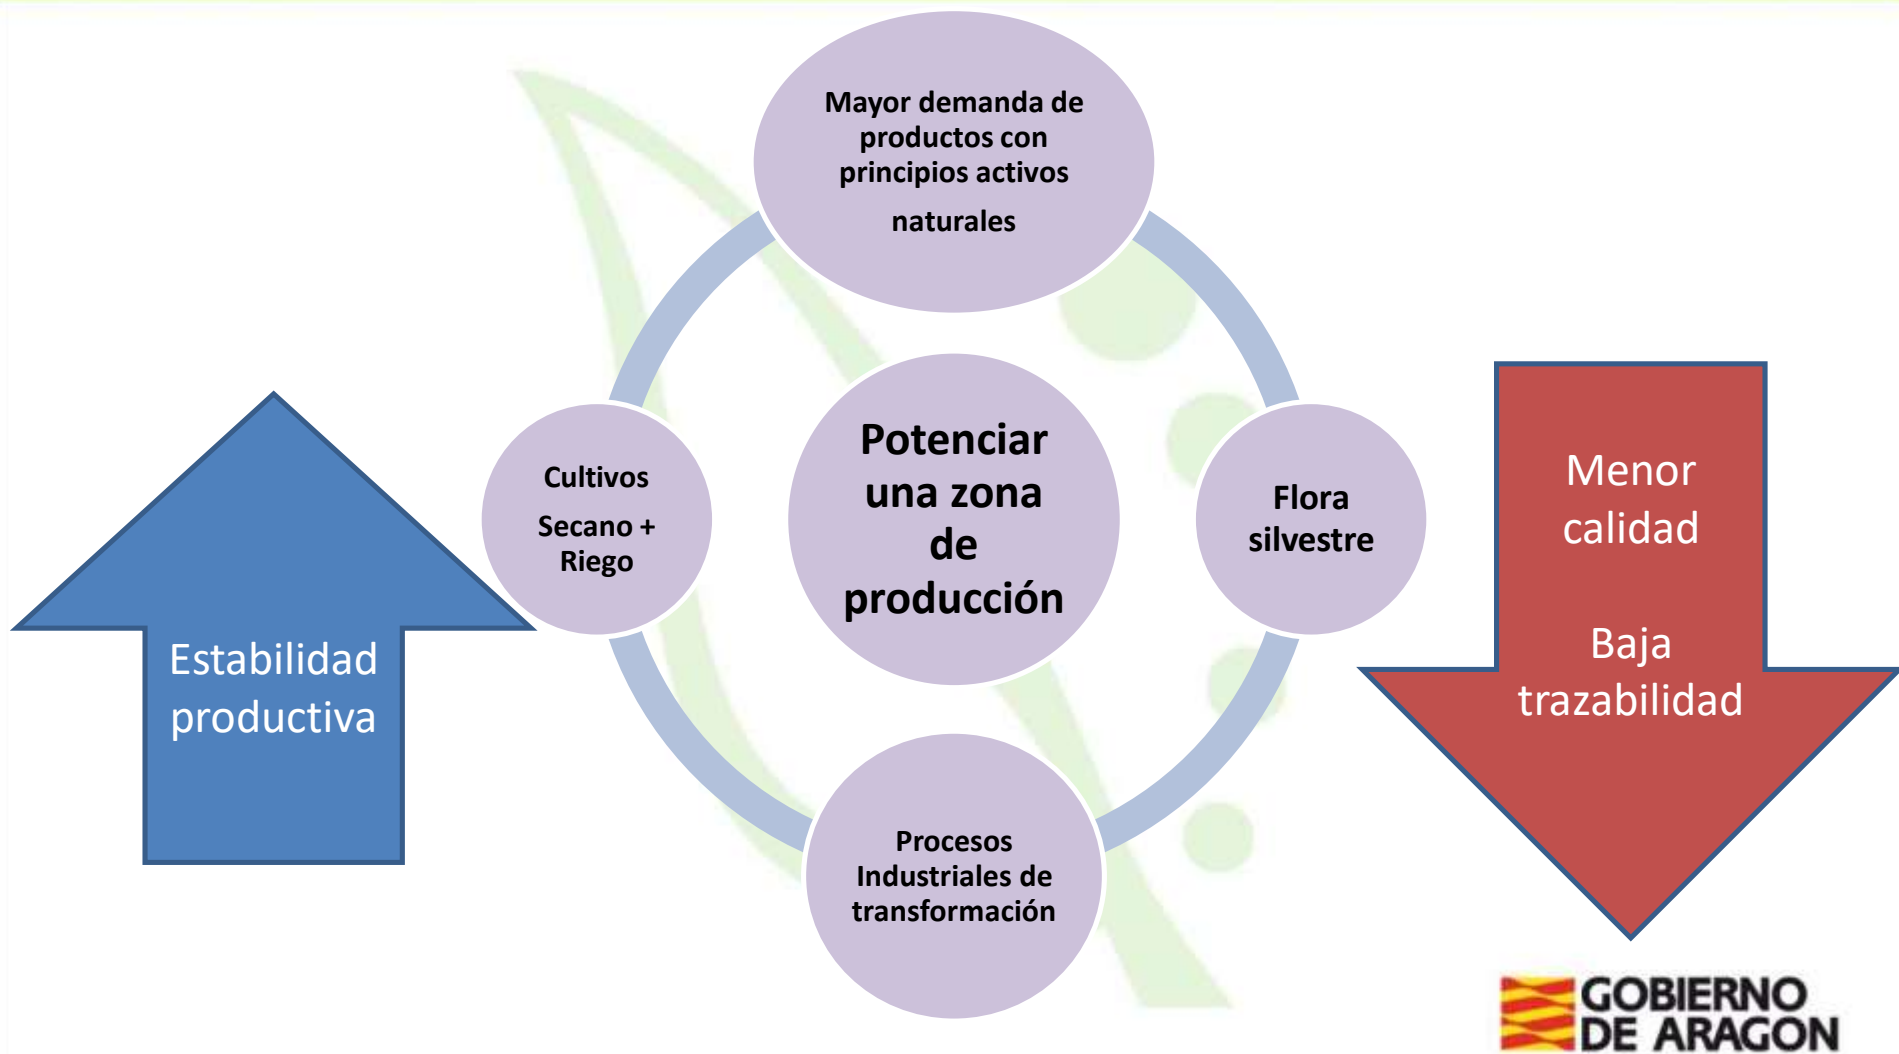 Mayor demanda de
productos con
principios activos
naturales
Cultivos
Secano +
Riego
Potenciar
una zona
de
producción
Flora
silvestre
Procesos
Industriales de
transformación
Estabilidad
productiva
Menor
calidad
Baja
trazabilidad
GOBIERNO
DE ARAGON